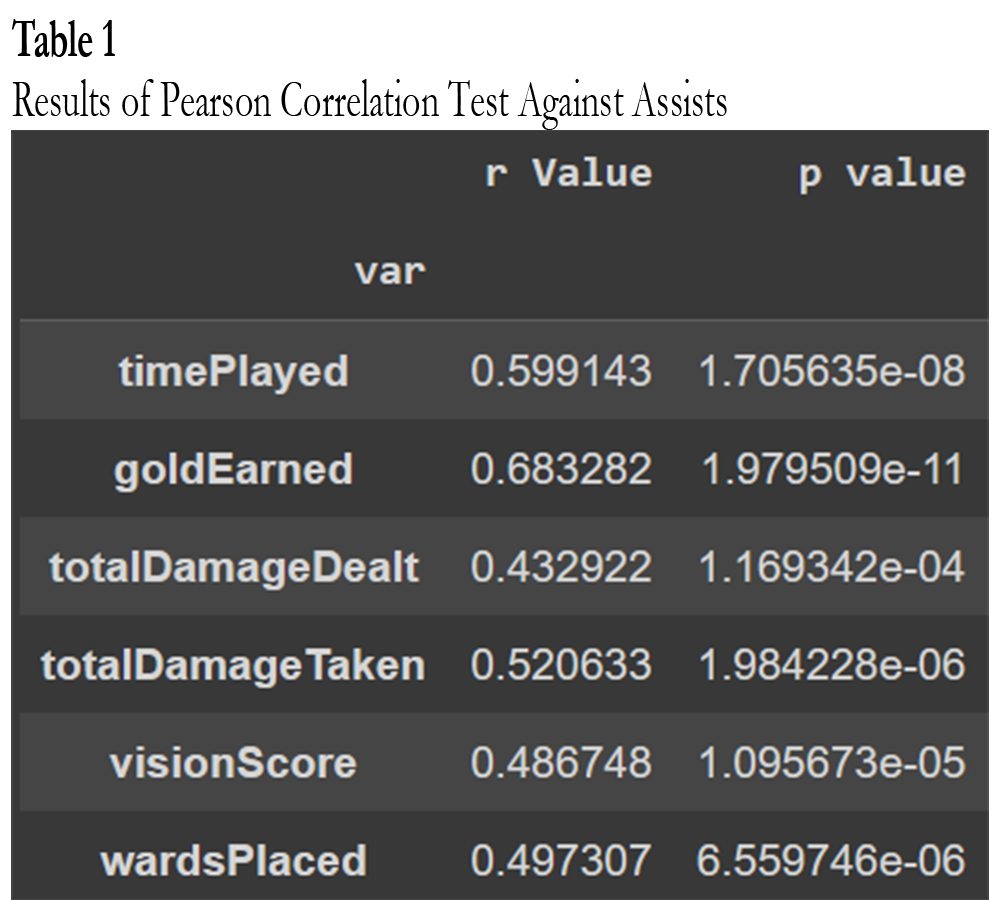 Table 1
Results of Pearson Correlation Test Against Assists
r Value p value
var
timePlayed 0.599143 1.705635e-08
goldEarned 0.683282 1.979509e-11
totalDamageDealt 0.432922 1.169342e-04
totalDamageTaken 0.520633 1.984228e-06
visionScore 0.486748 1.095673e-05
wardsPlaced 0.497307 6.559746e-06